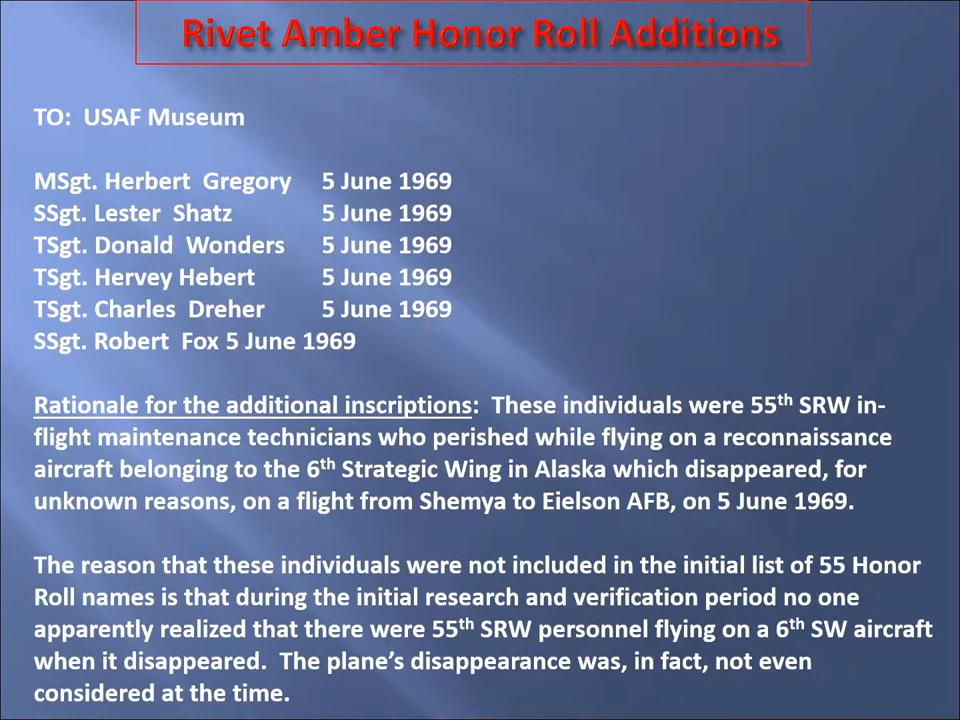 Rivet Amber Honor Roll Additions
TO:  USAF Museum
MSgt. Herbert  Gregory    5 June 1969
SSgt. Lester  Shatz    5 June 1969
TSgt. Donald  Wonders    5 June 1969
TSgt. Hervey Hebert    5 June 1969
TSgt. Charles  Dreher    5 June 1969
SSgt. Robert  Fox 5 June 1969
Rationale for the additional inscriptions:  These individuals were 55th SRW in-
flight maintenance technicians who perished while flying on a reconnaissance
aircraft belonging to the 6th Strategic Wing in Alaska which disappeared, for
unknown reasons, on a flight from Shemya to Eielson AFB, on 5 June 1969.
The reason that these individuals were not included in the initial list of 55 Honor
Roll names is that during the initial research and verification period no one
apparently realized that there were 55th SRW personnel flying on a 6th SW aircraft
when it disappeared.  The plane’s disappearance was, in fact, not even
considered at the time.